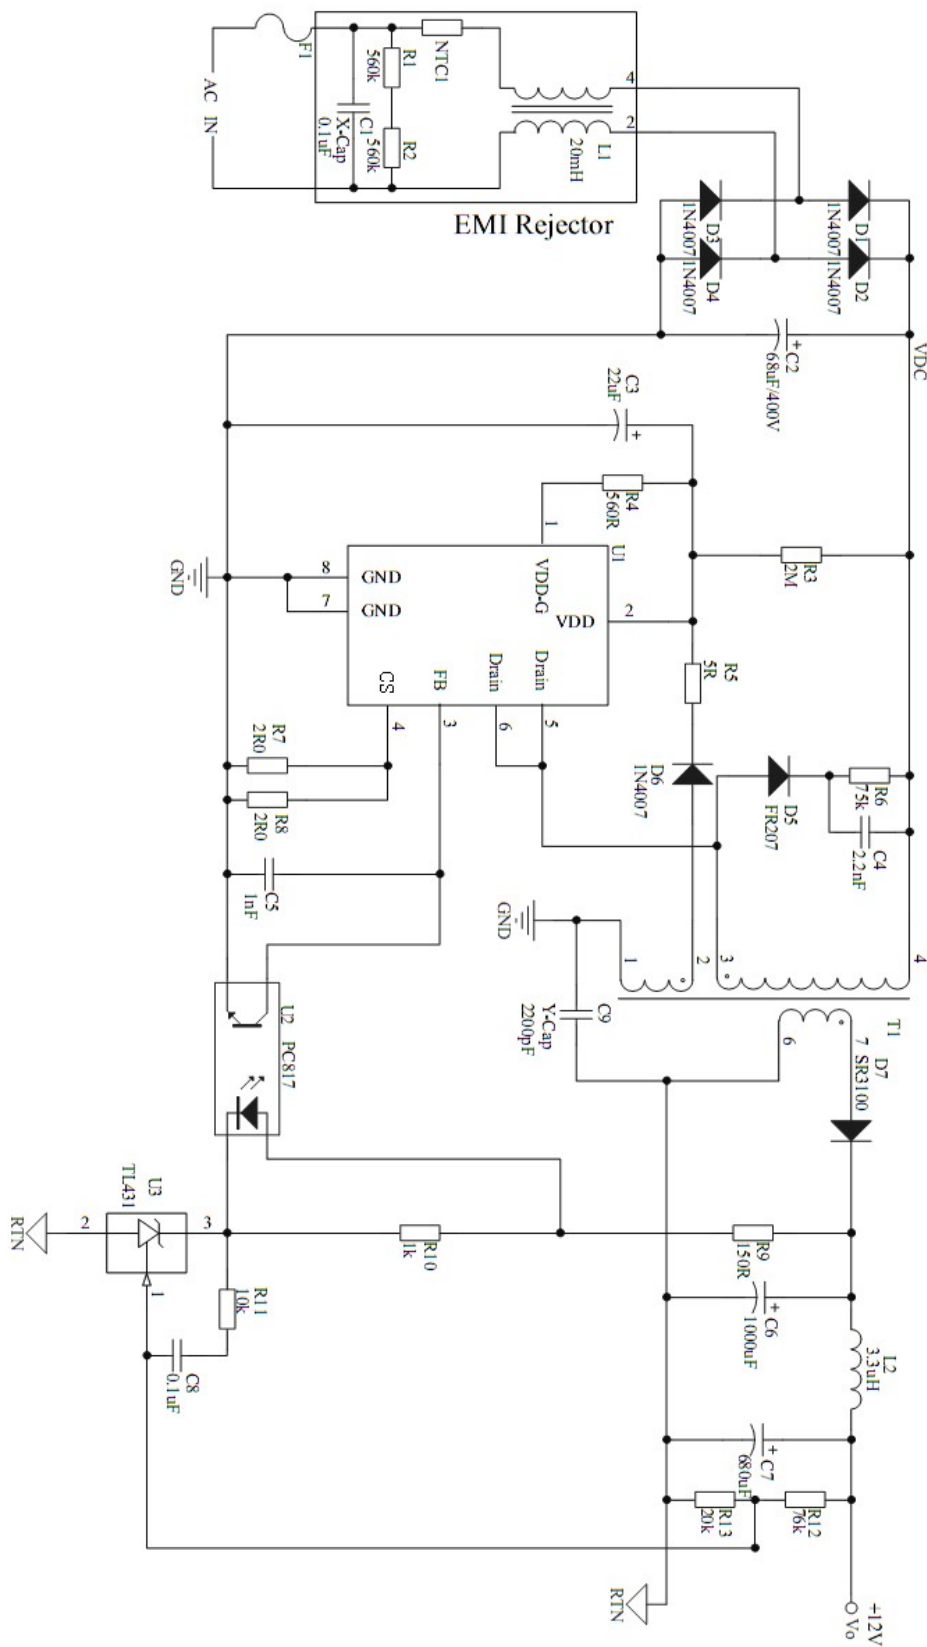 F1
AC IN
NTC1
R1
560k
R2
560k
C1
X-Cap
0.1uF
4
2
L1
20mH
EMI Rejector
D3
1N4007
D1
1N4007
D4
1N4007
D2
1N4007
VDC
C2
68uF/400V
+
C3
22uF
+
R4
560R
R3
2M
U1
1
VDD-G
VDD
2
8
GND
7
GND
GND
CS
4
FB
3
Drain
6
Drain
5
R5
5R
D6
1N4007
D5
FR207
R6
75k
C4
2.2nF
R7
2R0
R8
2R0
C5
1nF
GND
1
2
3
4
T1
6
7
C9
Y-Cap
2200pF
D7
SR3100
U2
PC817
U3
TL431
RTN
2
3
1
R10
1k
R9
150R
R11
10k
C8
0.1uF
C6
1000uF
+
L2
3.3uH
C7
680uF
+
R13
20k
R12
76k
RTN
+12V
Vo